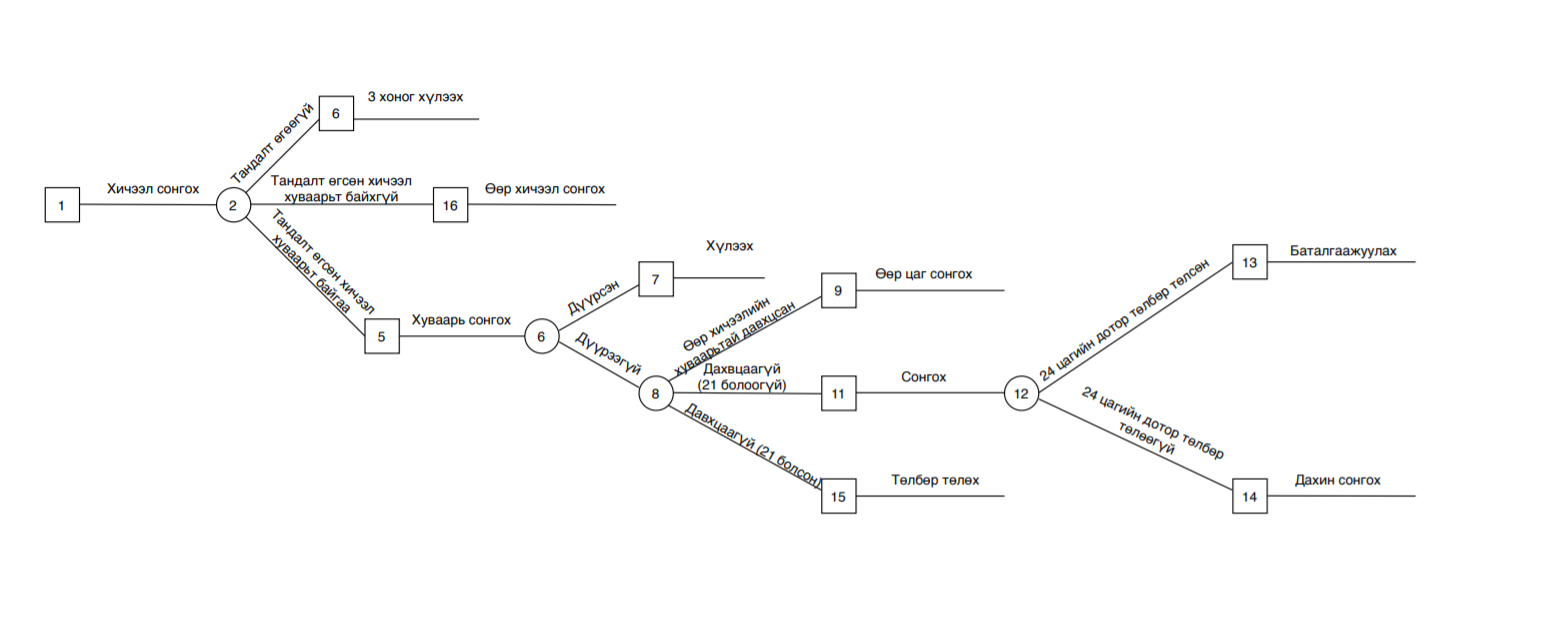 3 хоног хүлээх
6
Тандалт өгөөгүй
Хичээл сонгох
1
2
Тандалт өгсөн хичээл
хуваарьт байхгүй
16
Өөр хичээл сонгох
Тандалт өгсөн хичээл
хуваарьт байгаа
5
Хуваарь сонгох
6
Дүүрсэн
7
Хүлээх
Дүүрээгүй
8
Өөр хичээлийн
хуваарьтай давхцсан
9
Өөр цаг сонгох
Дахвцаагүй
(21 болоогүй)
11
Сонгох
12
Давхцаагүй (21 болсон)
15
Төлбөр төлөх
24 цагийн дотор төлбөр төлсөн
13
Баталгаажуулах
24 цагийн дотор төлбөр
төлөөгүй
14
Дахин сонгох